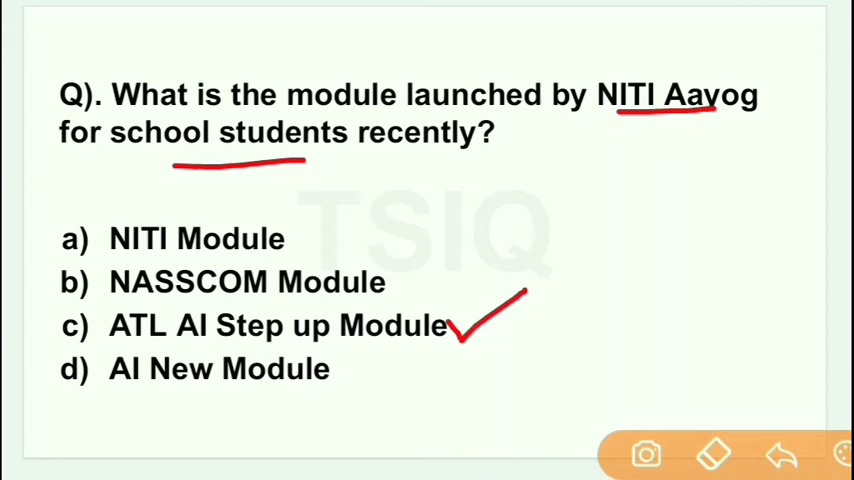 Q). What is the module launched by NITI Aayog
for school students recently?
TSIQ
a) NITI Module
b) NASSCOM Module
c) ATL AI Step up Module
d) AI New Module